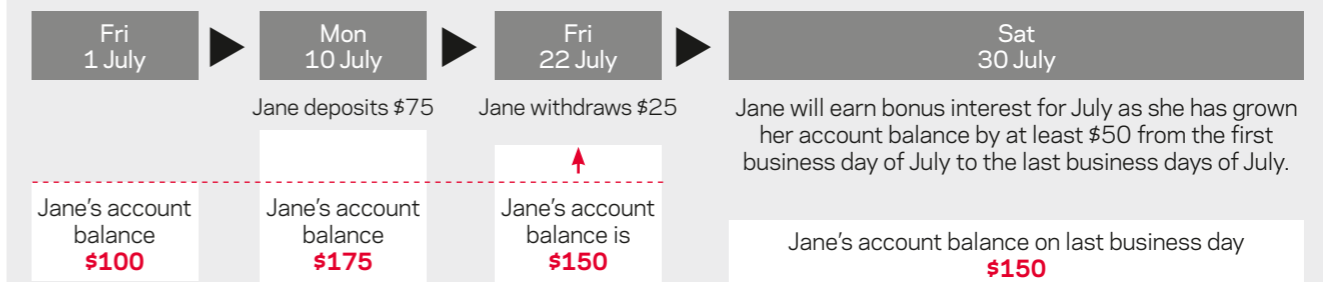 Fri
1 July
Mon
10 July
Fri
22 July
Sat
30 July
Jane deposits $75
Jane withdraws $25
Jane will earn bonus interest for July as she has grown
her account balance by at least $50 from the first
business day of July to the last business days of July.
Jane's account
balance
$100
Jane's account
balance
$175
Jane's account
balance is
$150
Jane's account balance on last business day
$150